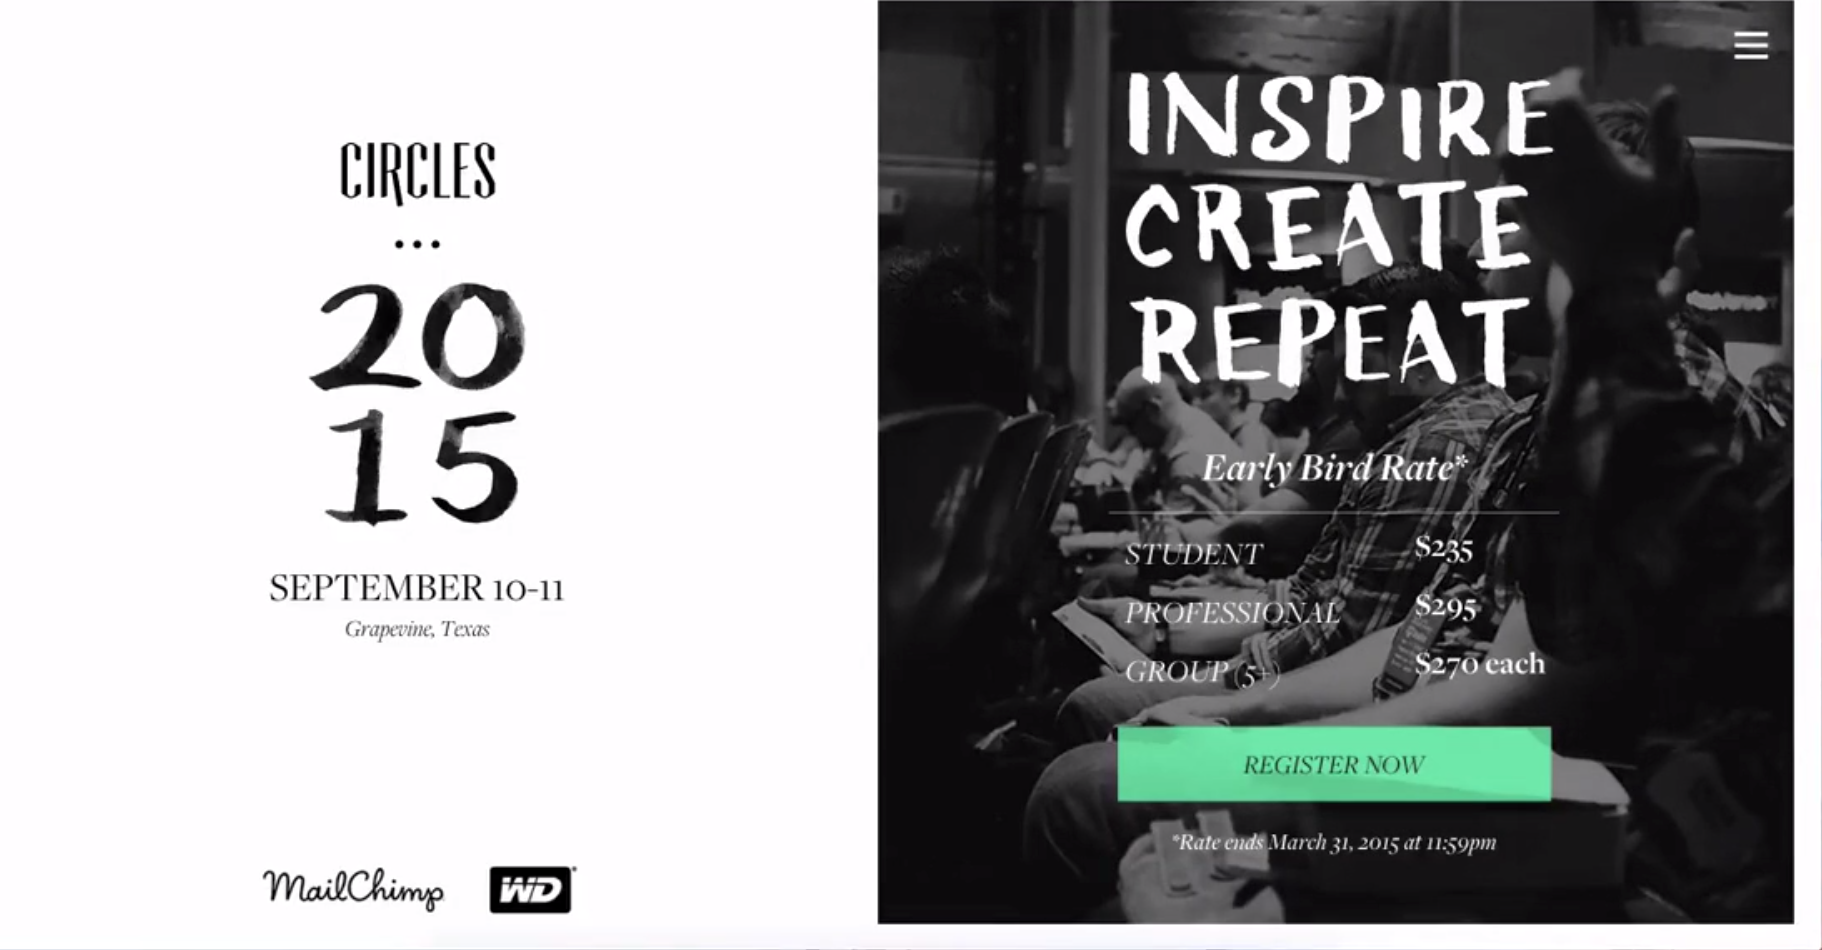 CIRCLES
...
20
15
SEPTEMBER 10-11
Grapevine, Texas
MailChimp
WD®
INSPIRE
CREATE
REPEAT
Early Bird Rate*
STUDENT $235
PROFESSIONAL $295
GROUP (5+) $270 each
REGISTER NOW
*Rate ends March 31, 2015 at 11:59pm